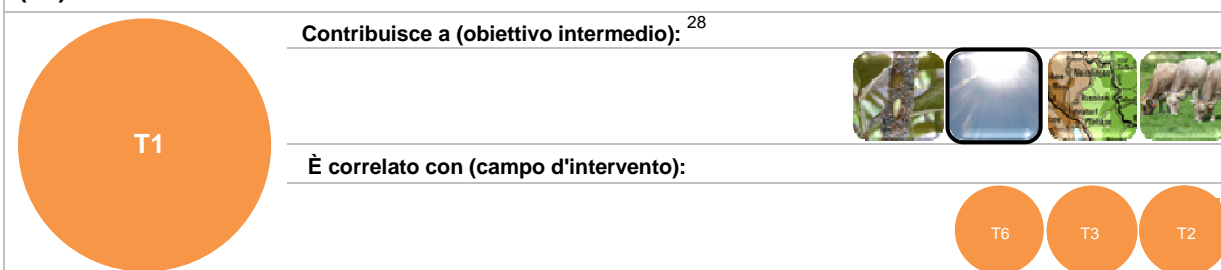 Contribuisce a (obiettivo intermedio): 28
T1
È correlato con (campo d'intervento):
T6 T3 T2